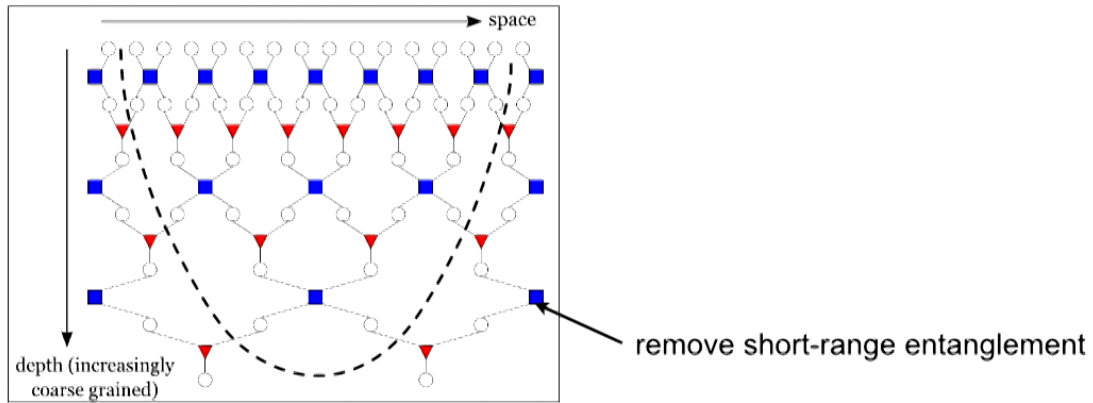 space
remove short-range entanglement
depth (increasingly
coarse grained)